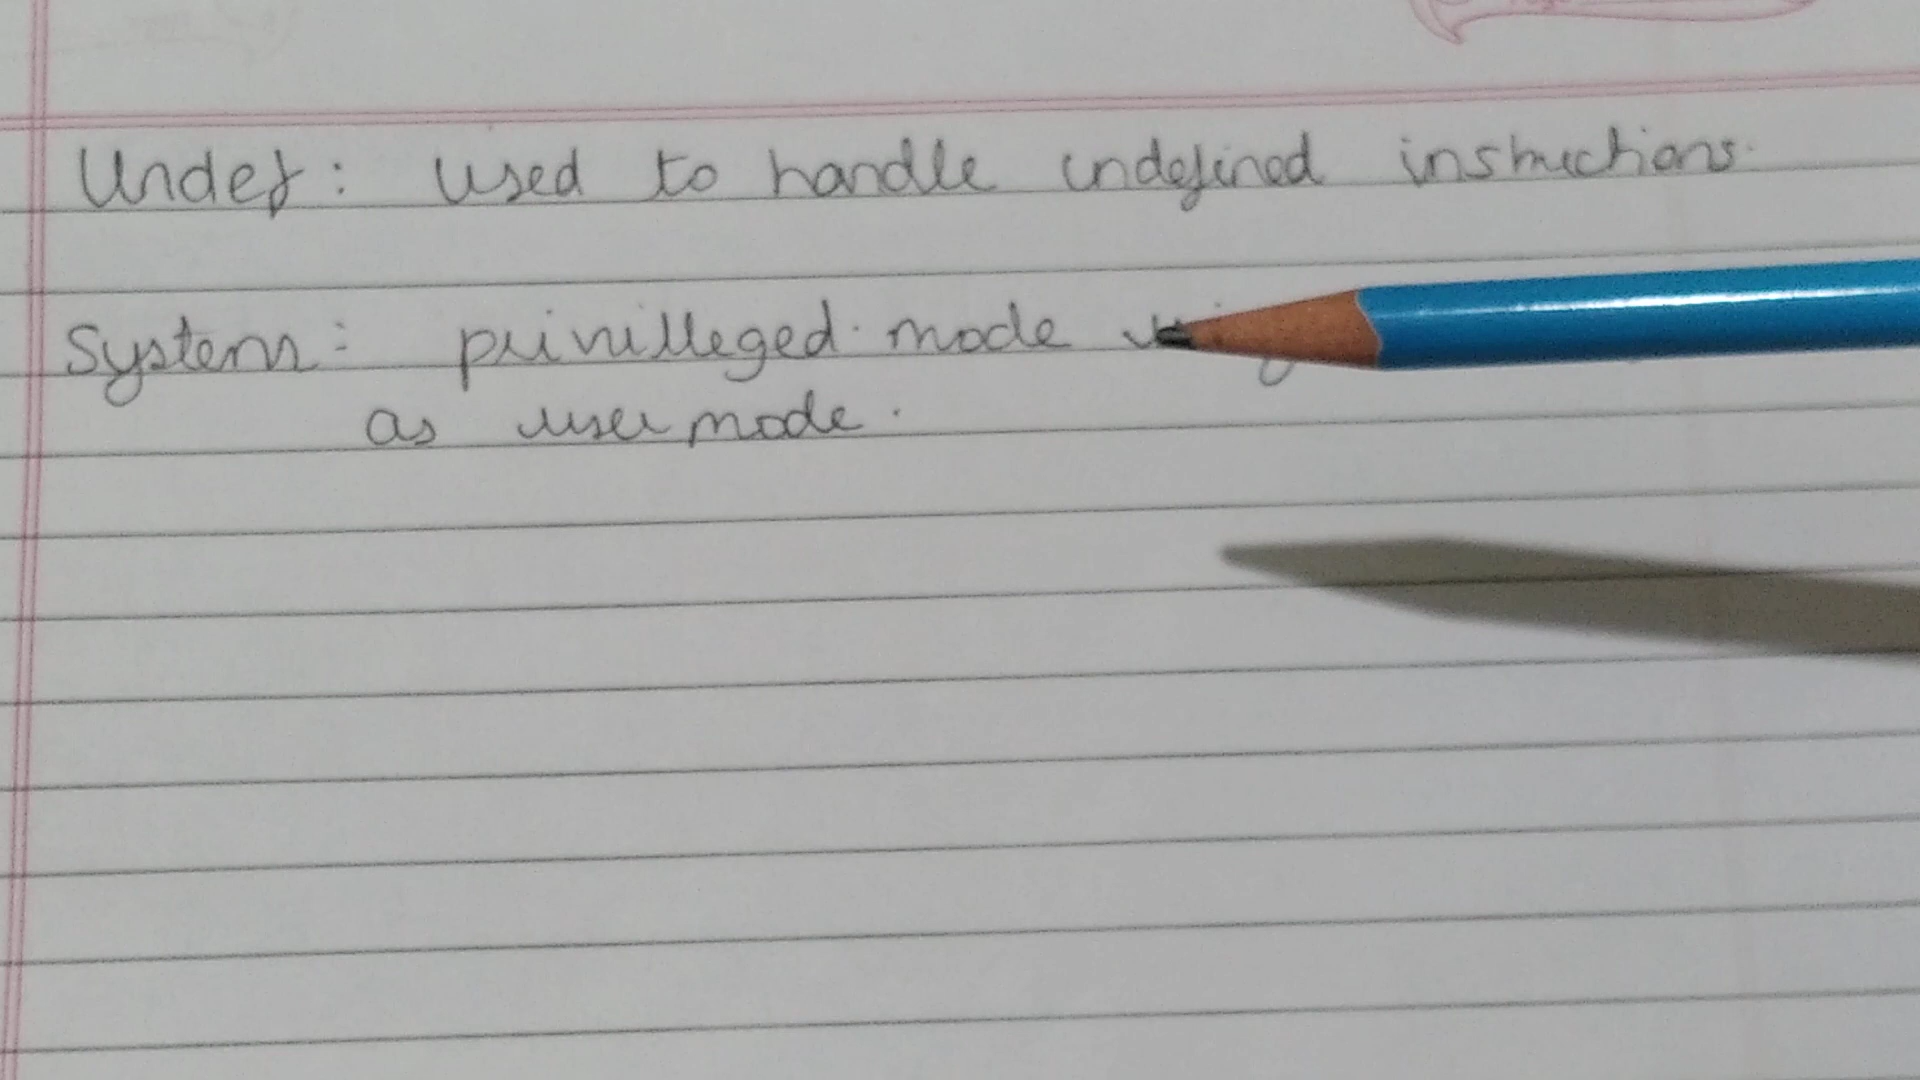 Undef: Used to handle undefined instructions.
System: privilleged mode
as user mode.